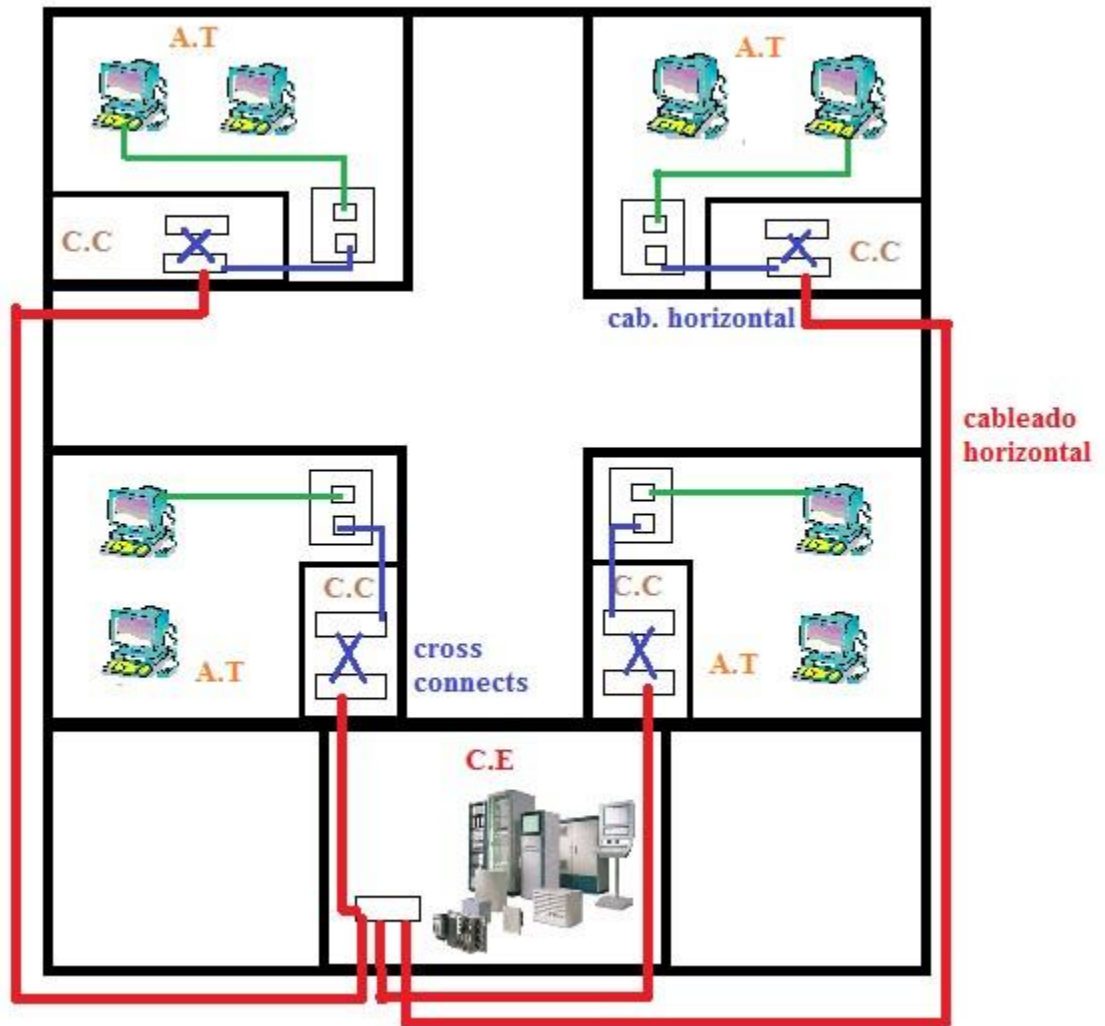 A.T
A.T
C.C
C.C
cab. horizontal
cableado
horizontal
C.C
C.C
cross
connects
A.T
A.T
C.E